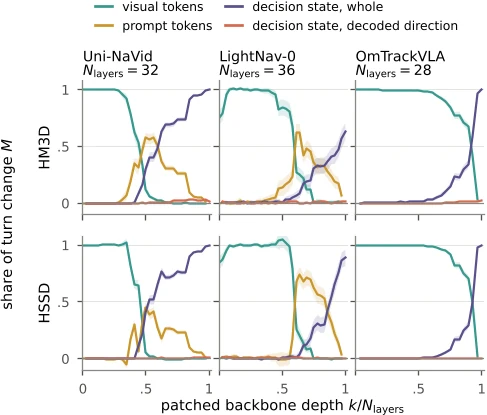 visual tokens
decision state, whole
prompt tokens
decision state, decoded direction
Uni-NaVid
N_layers = 32
LightNav-0
N_layers = 36
OmTrackVLA
N_layers = 28
share of turn change M
HM3D
1
.5
0
HSSD
1
.5
0
0 .5 1 .5 1 .5 1
patched backbone depth k/N_layers